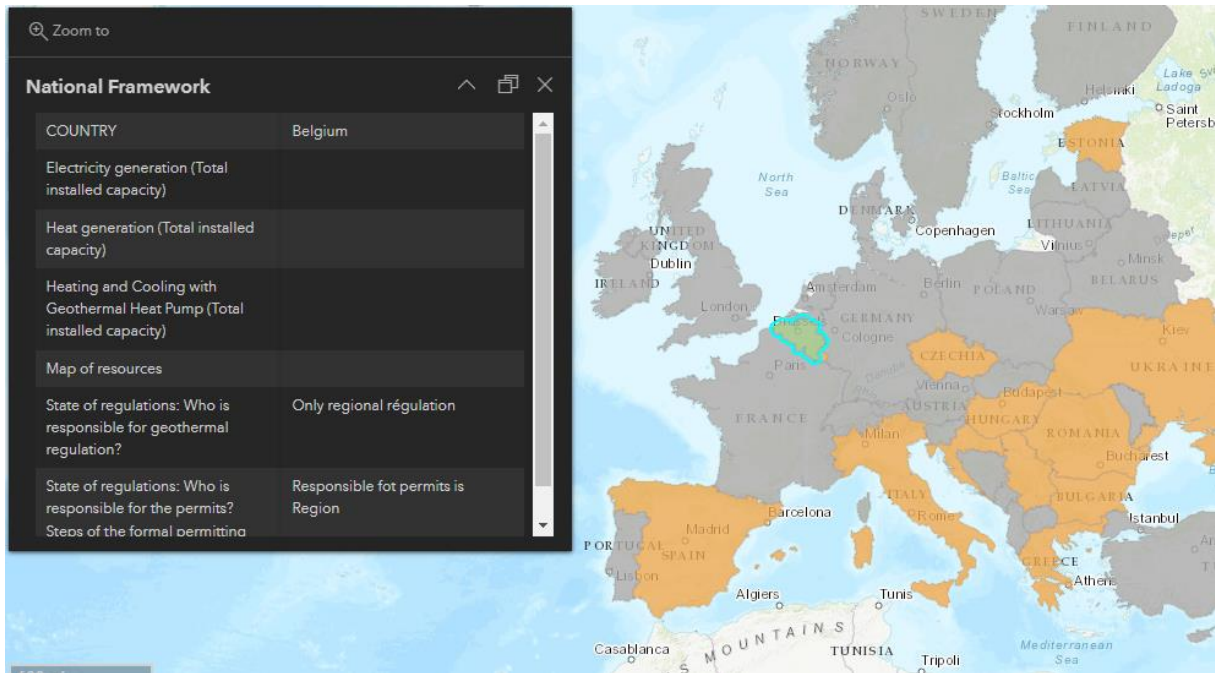 Zoom to
National Framework
COUNTRY
Belgium
Electricity generation (Total
installed capacity)
Heat generation (Total installed
capacity)
Heating and Cooling with
Geothermal Heat Pump (Total
installed capacity)
Map of resources
State of regulations: Who is
responsible for geothermal
regulation?
Only regional régulation
State of regulations: Who is
responsible for the permits?
Steps of the formal permitting
Responsible fot permits is
Region
SWEDEN
FINLAND
NORWAY
Lake
Ladoga
Helsinki
Oslo
Stockholm
Saint
Petersb
ESTONIA
North
Sea
Baltic
Sea
LATVIA
DENMARK
Copenhagen
LITHUANIA
Vilnius
UNITED
KINGDOM
Dublin
Minsk
IRELAND
Amsterdam
Berlin
POLAND
BELARUS
London
Warsaw
Brussels
GERMANY
Cologne
Kiev
CZECHIA
Paris
Danube
UKRAINE
Vienna
Budapest
AUSTRIA
FRANCE
HUNGARY
Milan
ROMANIA
Bucharest
ITALY
BULGARIA
Barcelona
Rome
Istanbul
Madrid
PORTUGAL
SPAIN
GREECE
Lisbon
Athens
Algiers
Tunis
Casablanca
MOUNTAINS
TUNISIA
Mediterranean
Sea
Tripoli